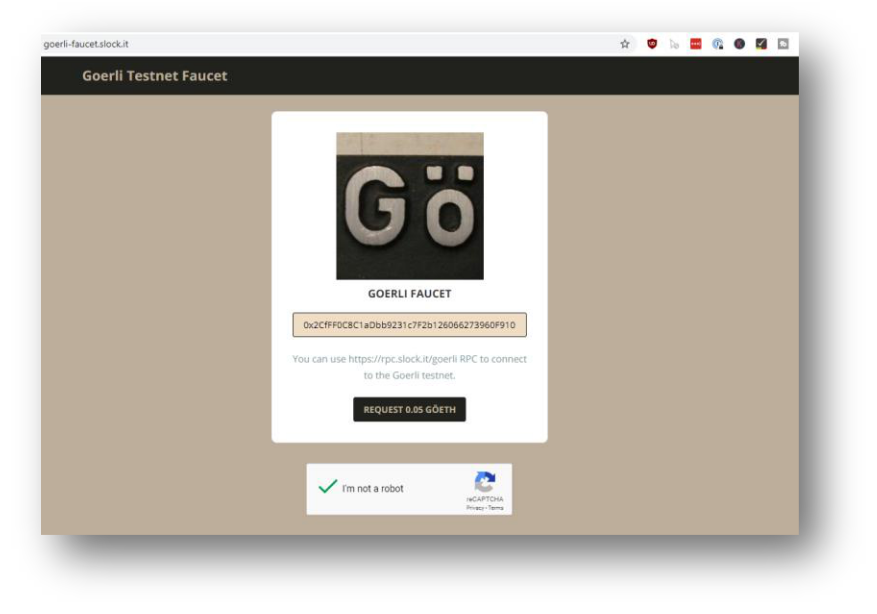 goerli-faucet.slock.it
Goerli Testnet Faucet
Gö
GOERLI FAUCET
0x2CfFF0C8C1aDbb9231c7F2b126066273960F910
You can use https://rpc.slock.it/goerli RPC to connect
to the Goerli testnet.
REQUEST 0.05 GÖETH
I'm not a robot
reCAPTCHA
Privacy - Terms